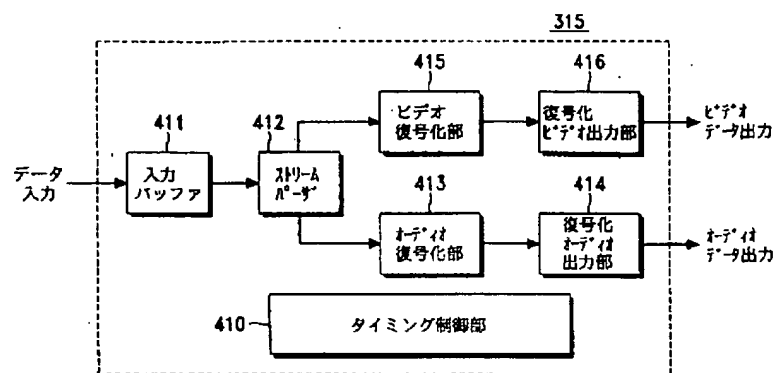 315
415
416
ビデオ
復号化部
復号化
ビデオ出力部
ビデオ
データ出力
411
412
データ
入力
入力
バッファ
ストリーム
パーザ
413
414
オーディオ
復号化部
復号化
オーディオ
出力部
オーディオ
データ出力
410
タイミング制御部